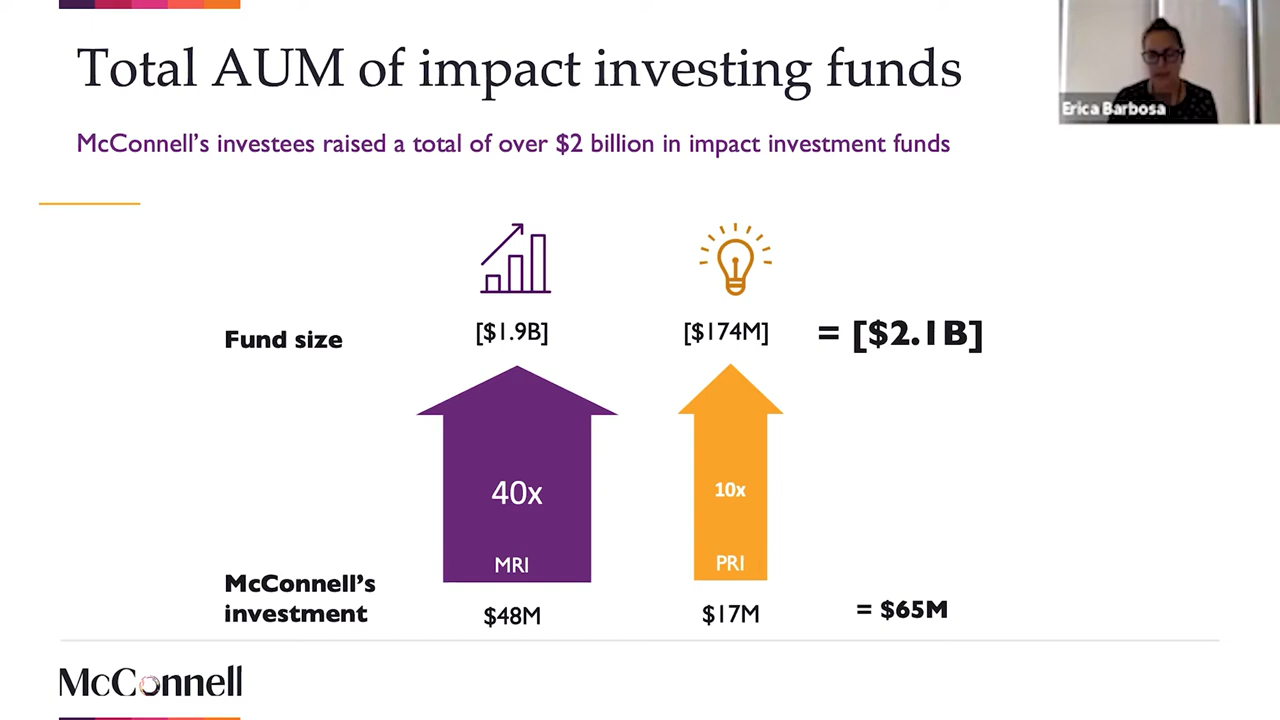 Total AUM of impact investing funds
Erica Barbosa
McConnell's investees raised a total of over $2 billion in impact investment funds
Fund size
[$1.9B]
[$174M]
= [$2.1B]
40x
10x
MRI
PRI
McConnell's
investment
$48M
$17M
= $65M
McConnell